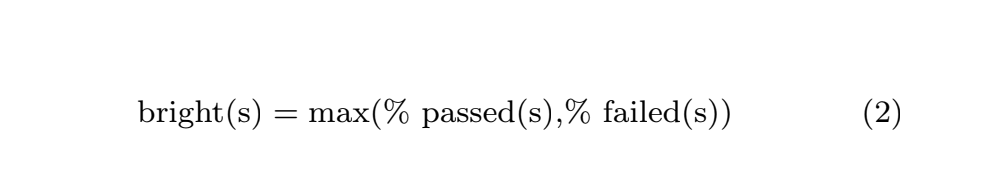 bright(s) = max(% passed(s),% failed(s)) (2)